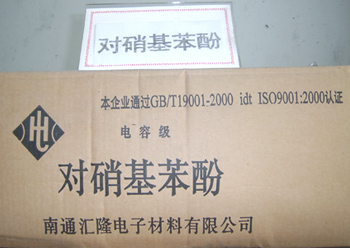 对硝基苯酚
本企业通过GB/T19001-2000 idt ISO9001:2000认证
电容级
对硝基苯酚
南通汇隆电子材料有限公司